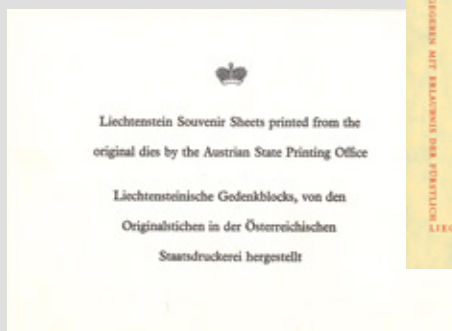 Liechtenstein Souvenir Sheets printed from the
original dies by the Austrian State Printing Office
Liechtensteinische Gedenkblocks, von den
Originalstichen in der Österreichischen
Staatsdruckerei hergestellt
MIT ERLAUBNIS DER FÜRSTLICH